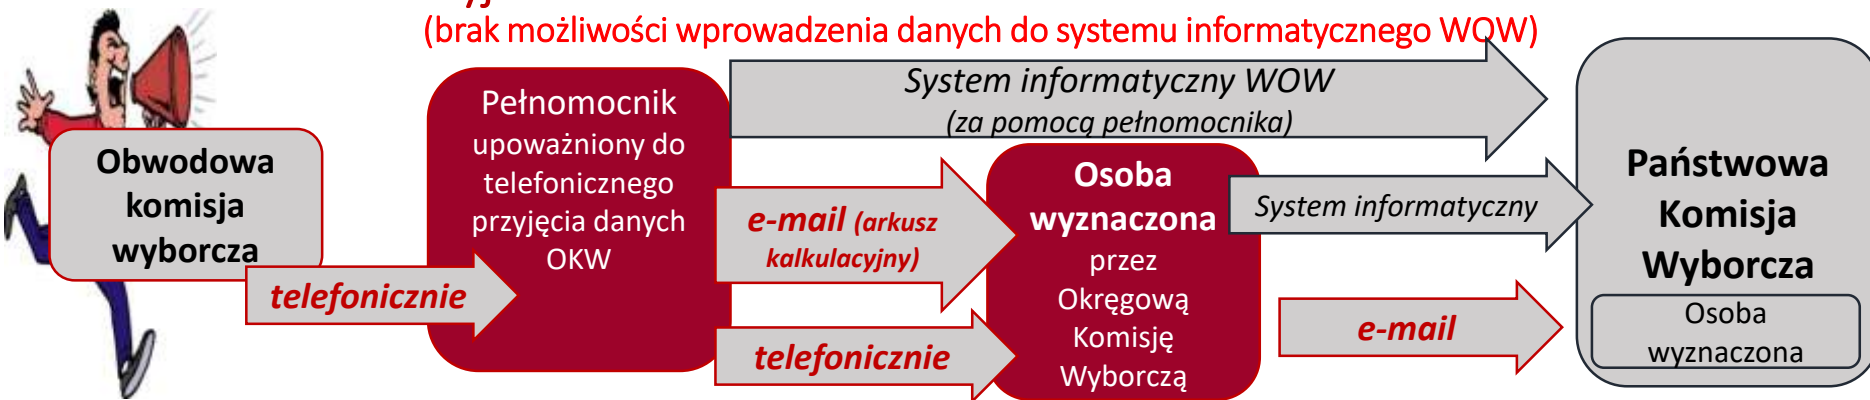 (brak możliwości wprowadzenia danych do systemu informatycznego WOW)
Obwodowa
komisja
wyborcza
telefonicznie
Pełnomocnik
upoważniony do
telefonicznego
przyjęcia danych
OKW
System informatyczny WOW
(za pomocą pełnomocnika)
e-mail (arkusz
kalkulacyjny)
telefonicznie
Osoba
wyznaczona
przez
Okręgową
Komisję
Wyborczą
System informatyczny
e-mail
Państwowa
Komisja
Wyborcza
Osoba
wyznaczona